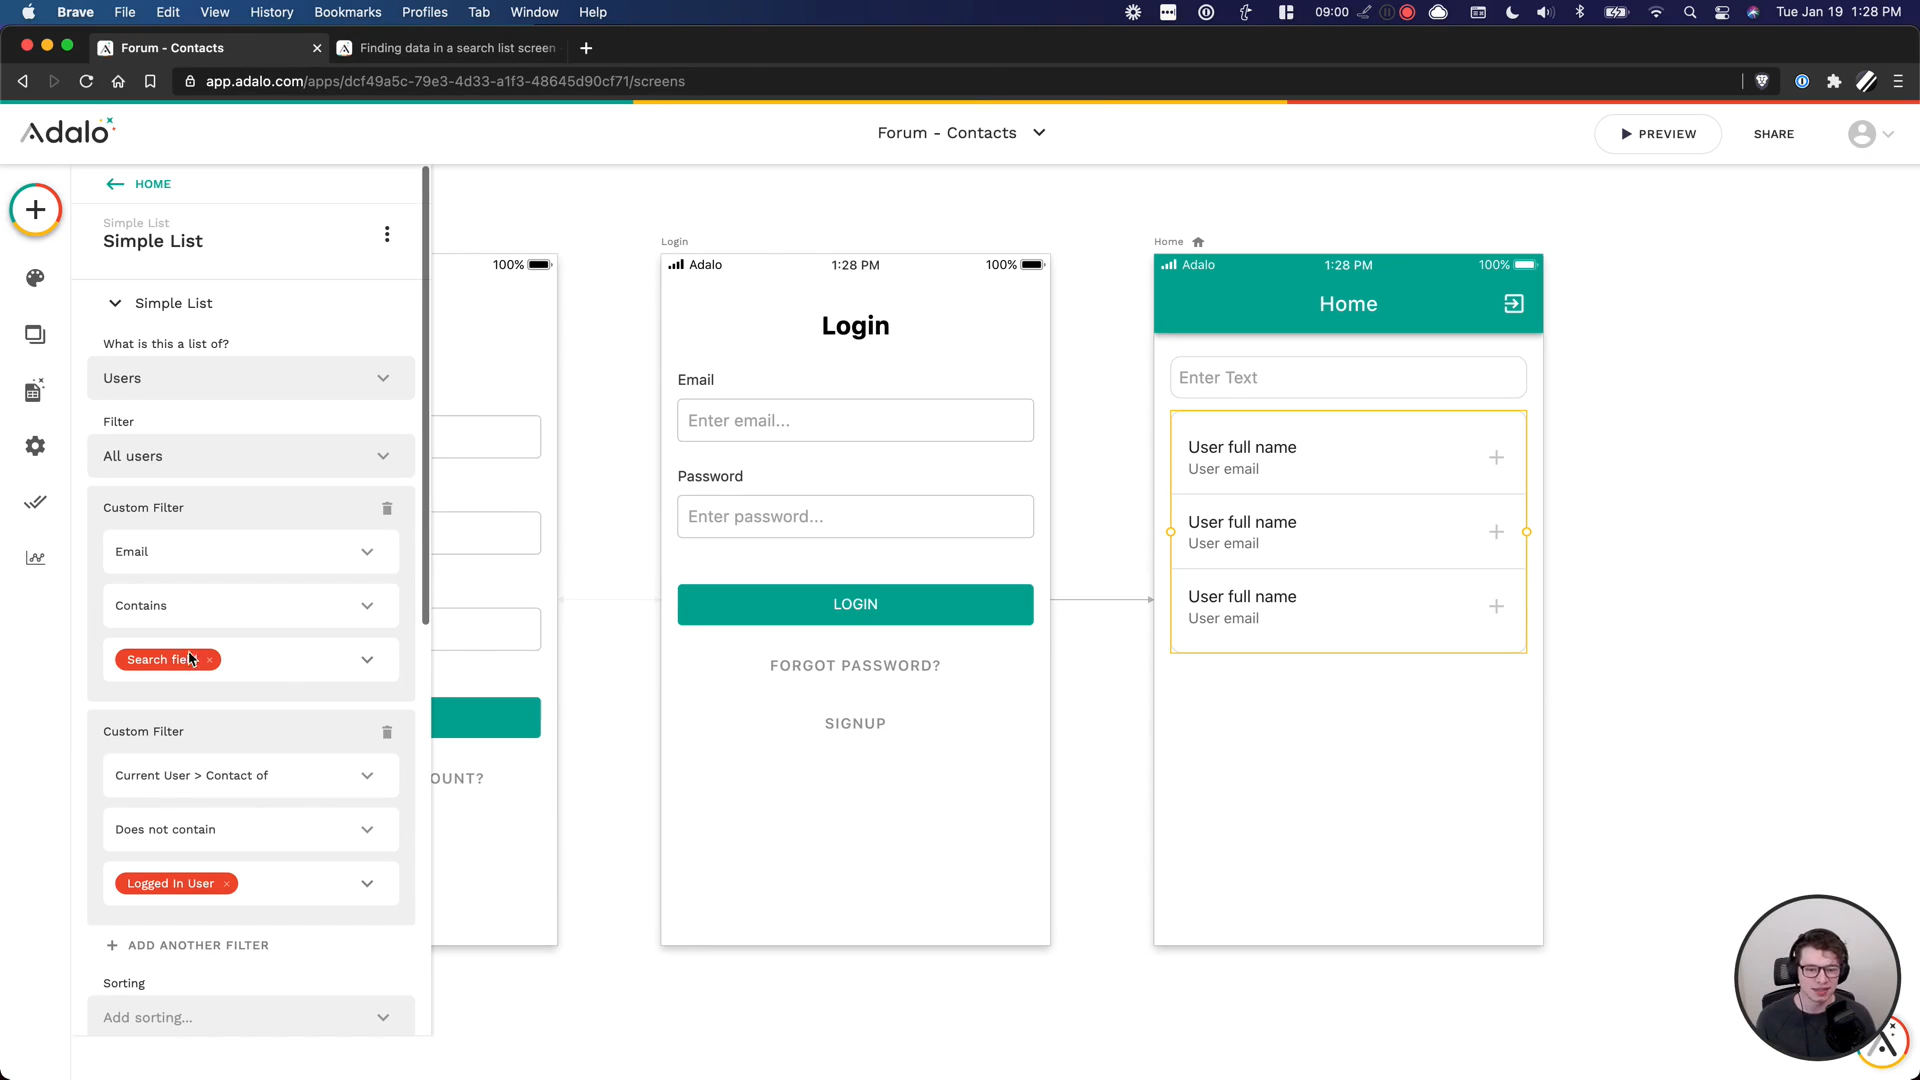 Brave File Edit View History Bookmarks Profiles Tab Window Help 09:00 Tue Jan 19 1:28 PM
Forum - Contacts
Finding data in a search list screen
app.adalo.com/apps/dcf49a5c-79e3-4d33-a1f3-48645d90cf71/screens
Adalo
Forum - Contacts
PREVIEW
SHARE
HOME
Simple List
Simple List
Simple List
What is this a list of?
Users
Filter
All users
Custom Filter
Email
Contains
Search field ×
Custom Filter
Current User > Contact of
Does not contain
Logged In User ×
ADD ANOTHER FILTER
Sorting
Add sorting...
100%
OUNT?
Login
Adalo 1:28 PM 100%
Login
Email
Enter email...
Password
Enter password...
LOGIN
FORGOT PASSWORD?
SIGNUP
Home
Adalo 1:28 PM 100%
Home
Enter Text
User full name
User email
User full name
User email
User full name
User email